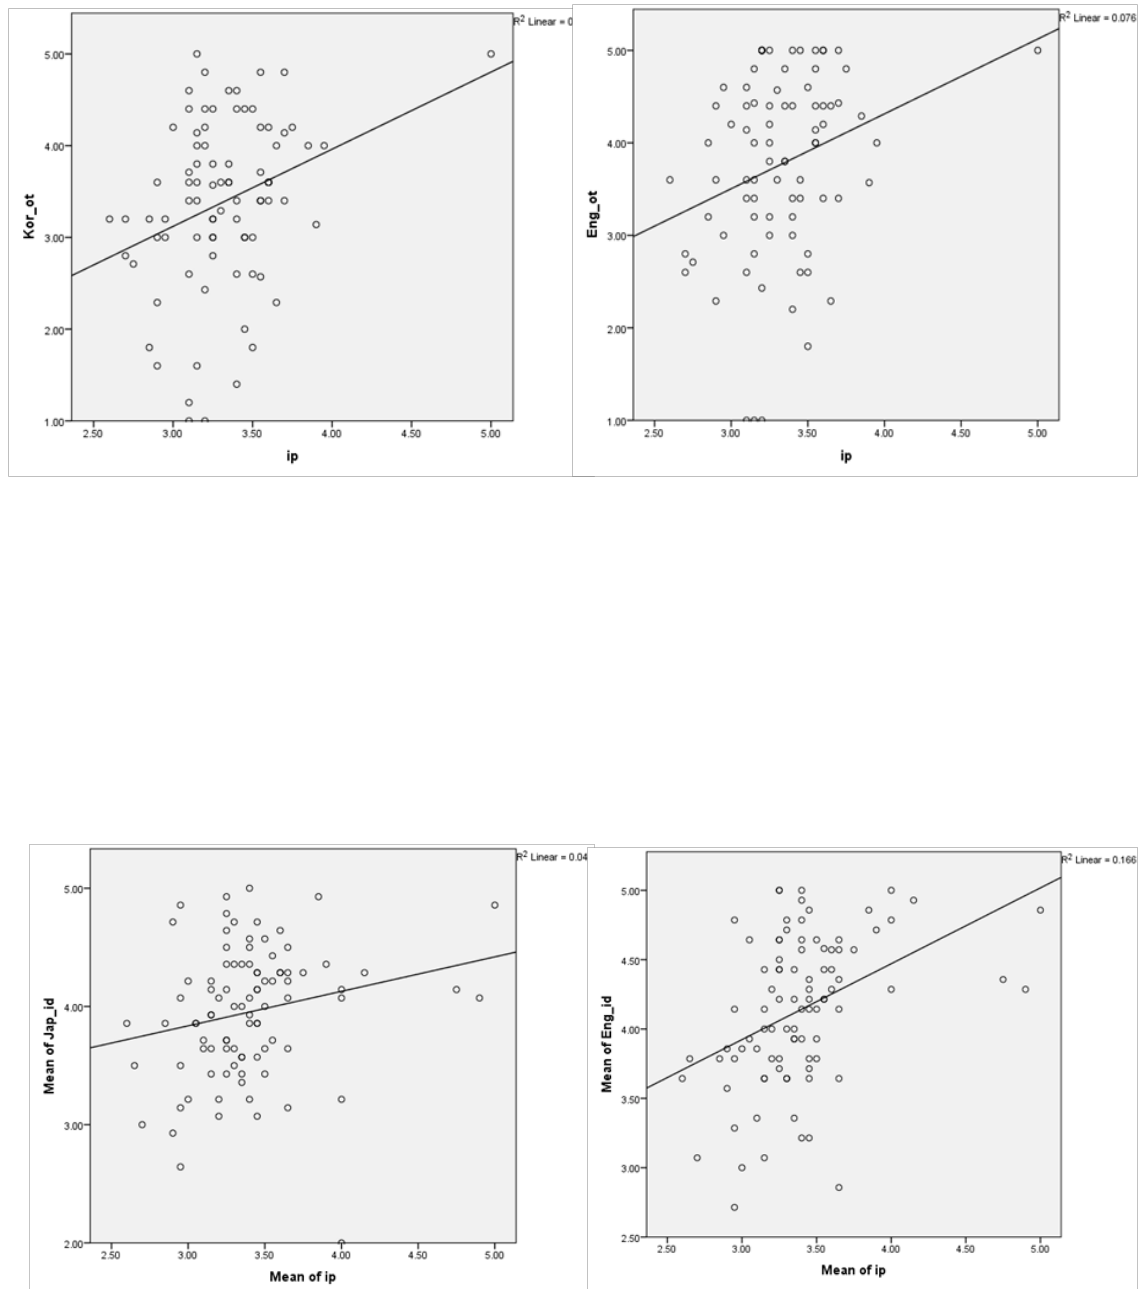 R² Linear = 0
5.00
4.00
3.00
2.00
1.00
Kor_ot
2.50 3.00 3.50 4.00 4.50 5.00
ip
R² Linear = 0.076
5.00
4.00
3.00
2.00
1.00
Eng_ot
2.50 3.00 3.50 4.00 4.50 5.00
ip
R² Linear = 0.04
5.00
4.00
3.00
2.00
Mean of Jap_id
2.50 3.00 3.50 4.00 4.50 5.00
Mean of ip
R² Linear = 0.166
5.00
4.50
4.00
3.50
3.00
2.50
Mean of Eng_id
2.50 3.00 3.50 4.00 4.50 5.00
Mean of ip